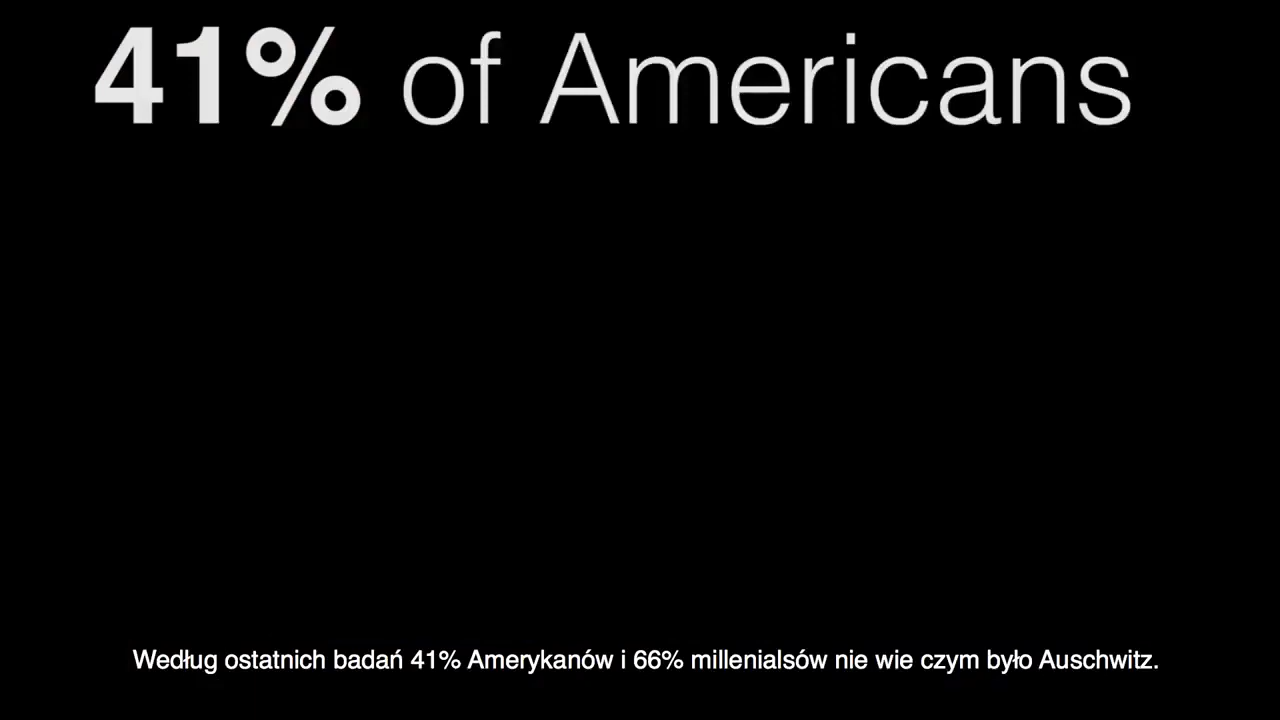 41% of Americans
Według ostatnich badań 41% Amerykanów i 66% millenialsów nie wie czym było Auschwitz.